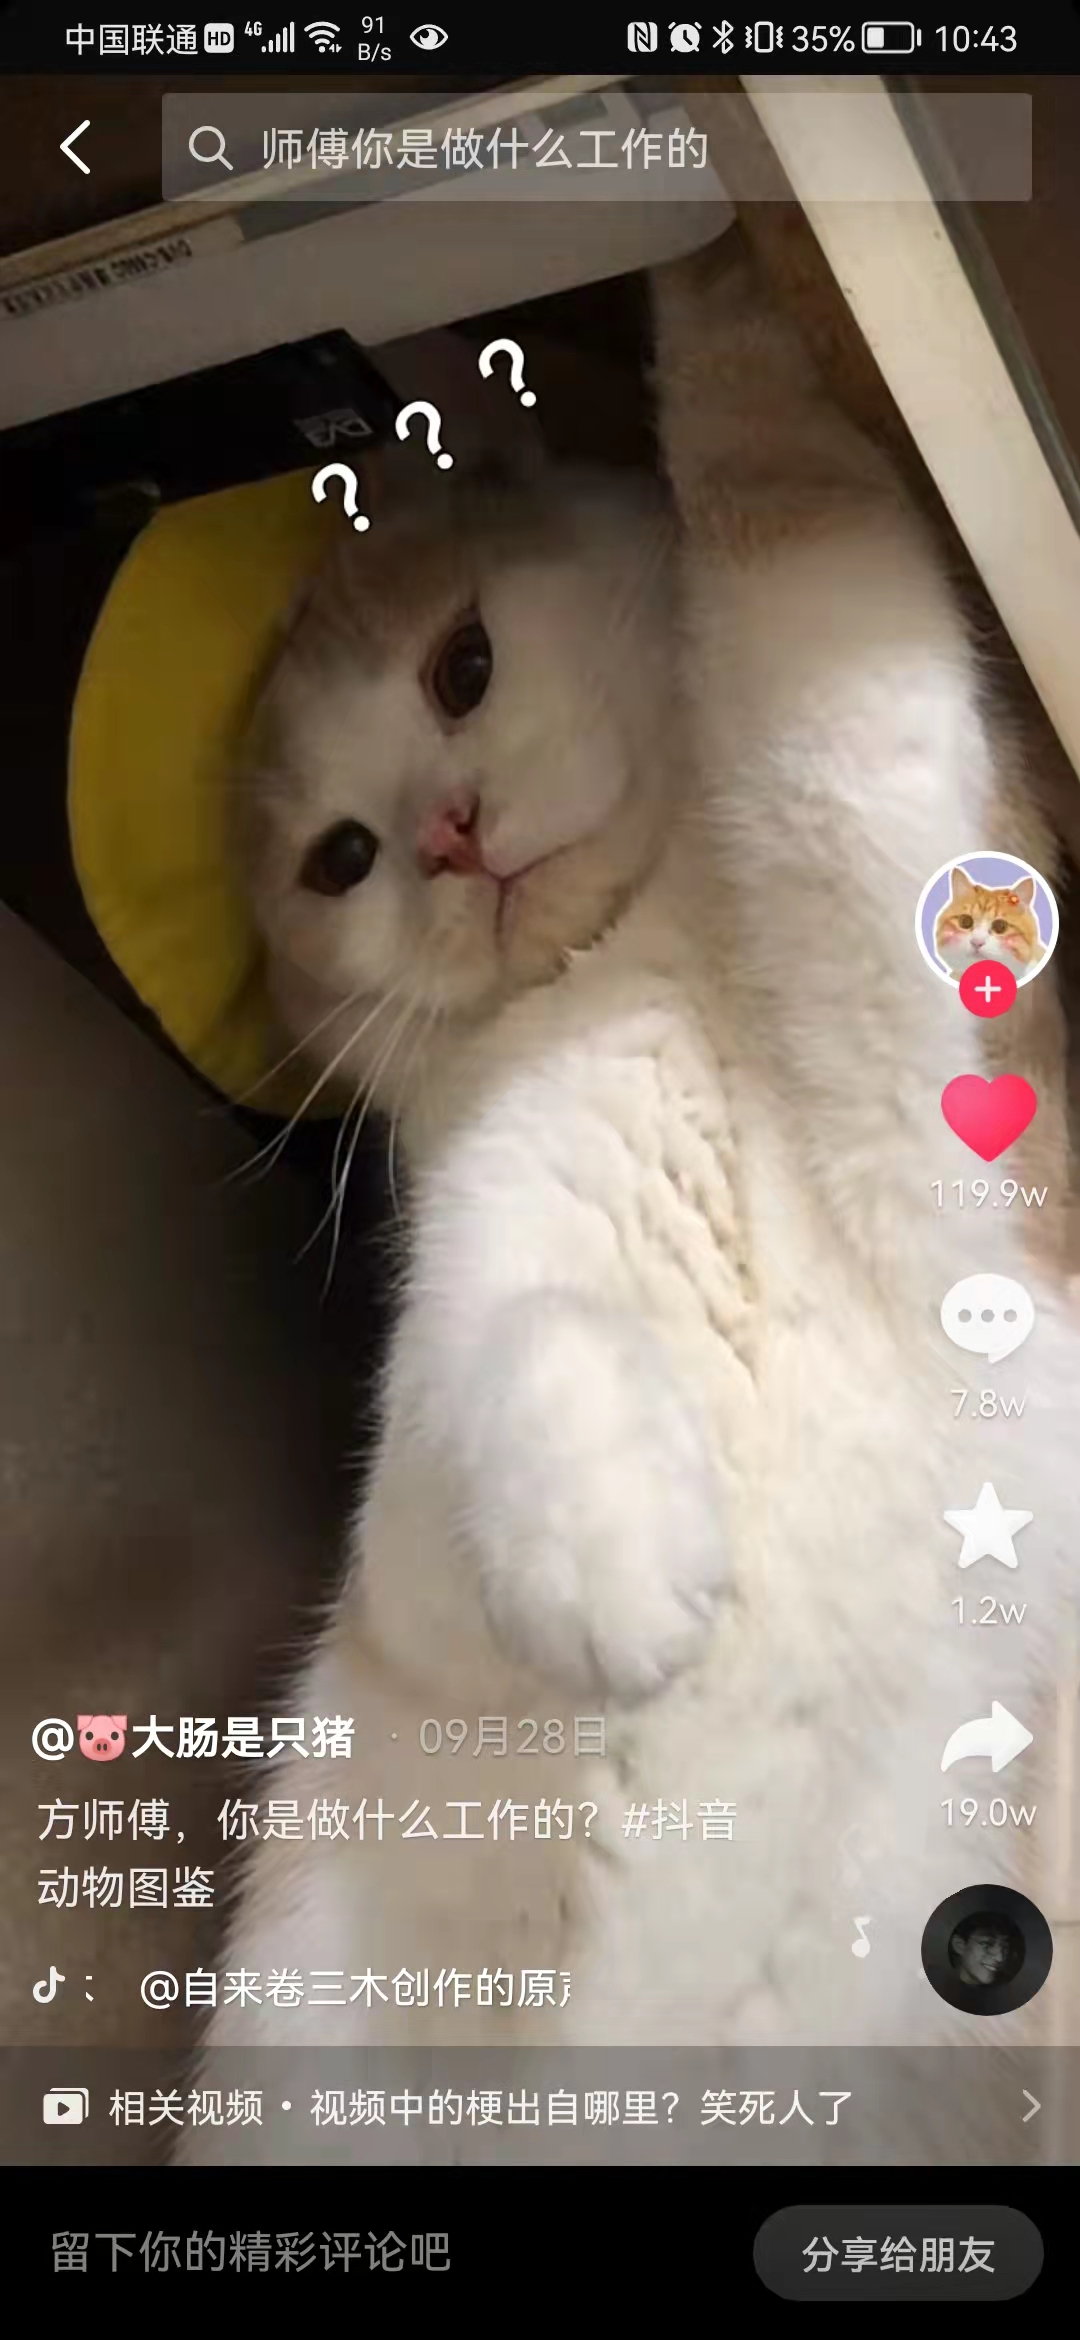 中国联通 HD 4G 91 B/s 35% 10:43
师傅你是做什么工作的
? ? ?
119.9w
7.8w
1.2w
@🐷大肠是只猪 · 09月28日
方师傅，你是做什么工作的？#抖音
动物图鉴
19.0w
@自来卷三木创作的原
相关视频 • 视频中的梗出自哪里？笑死人了
留下你的精彩评论吧
分享给朋友